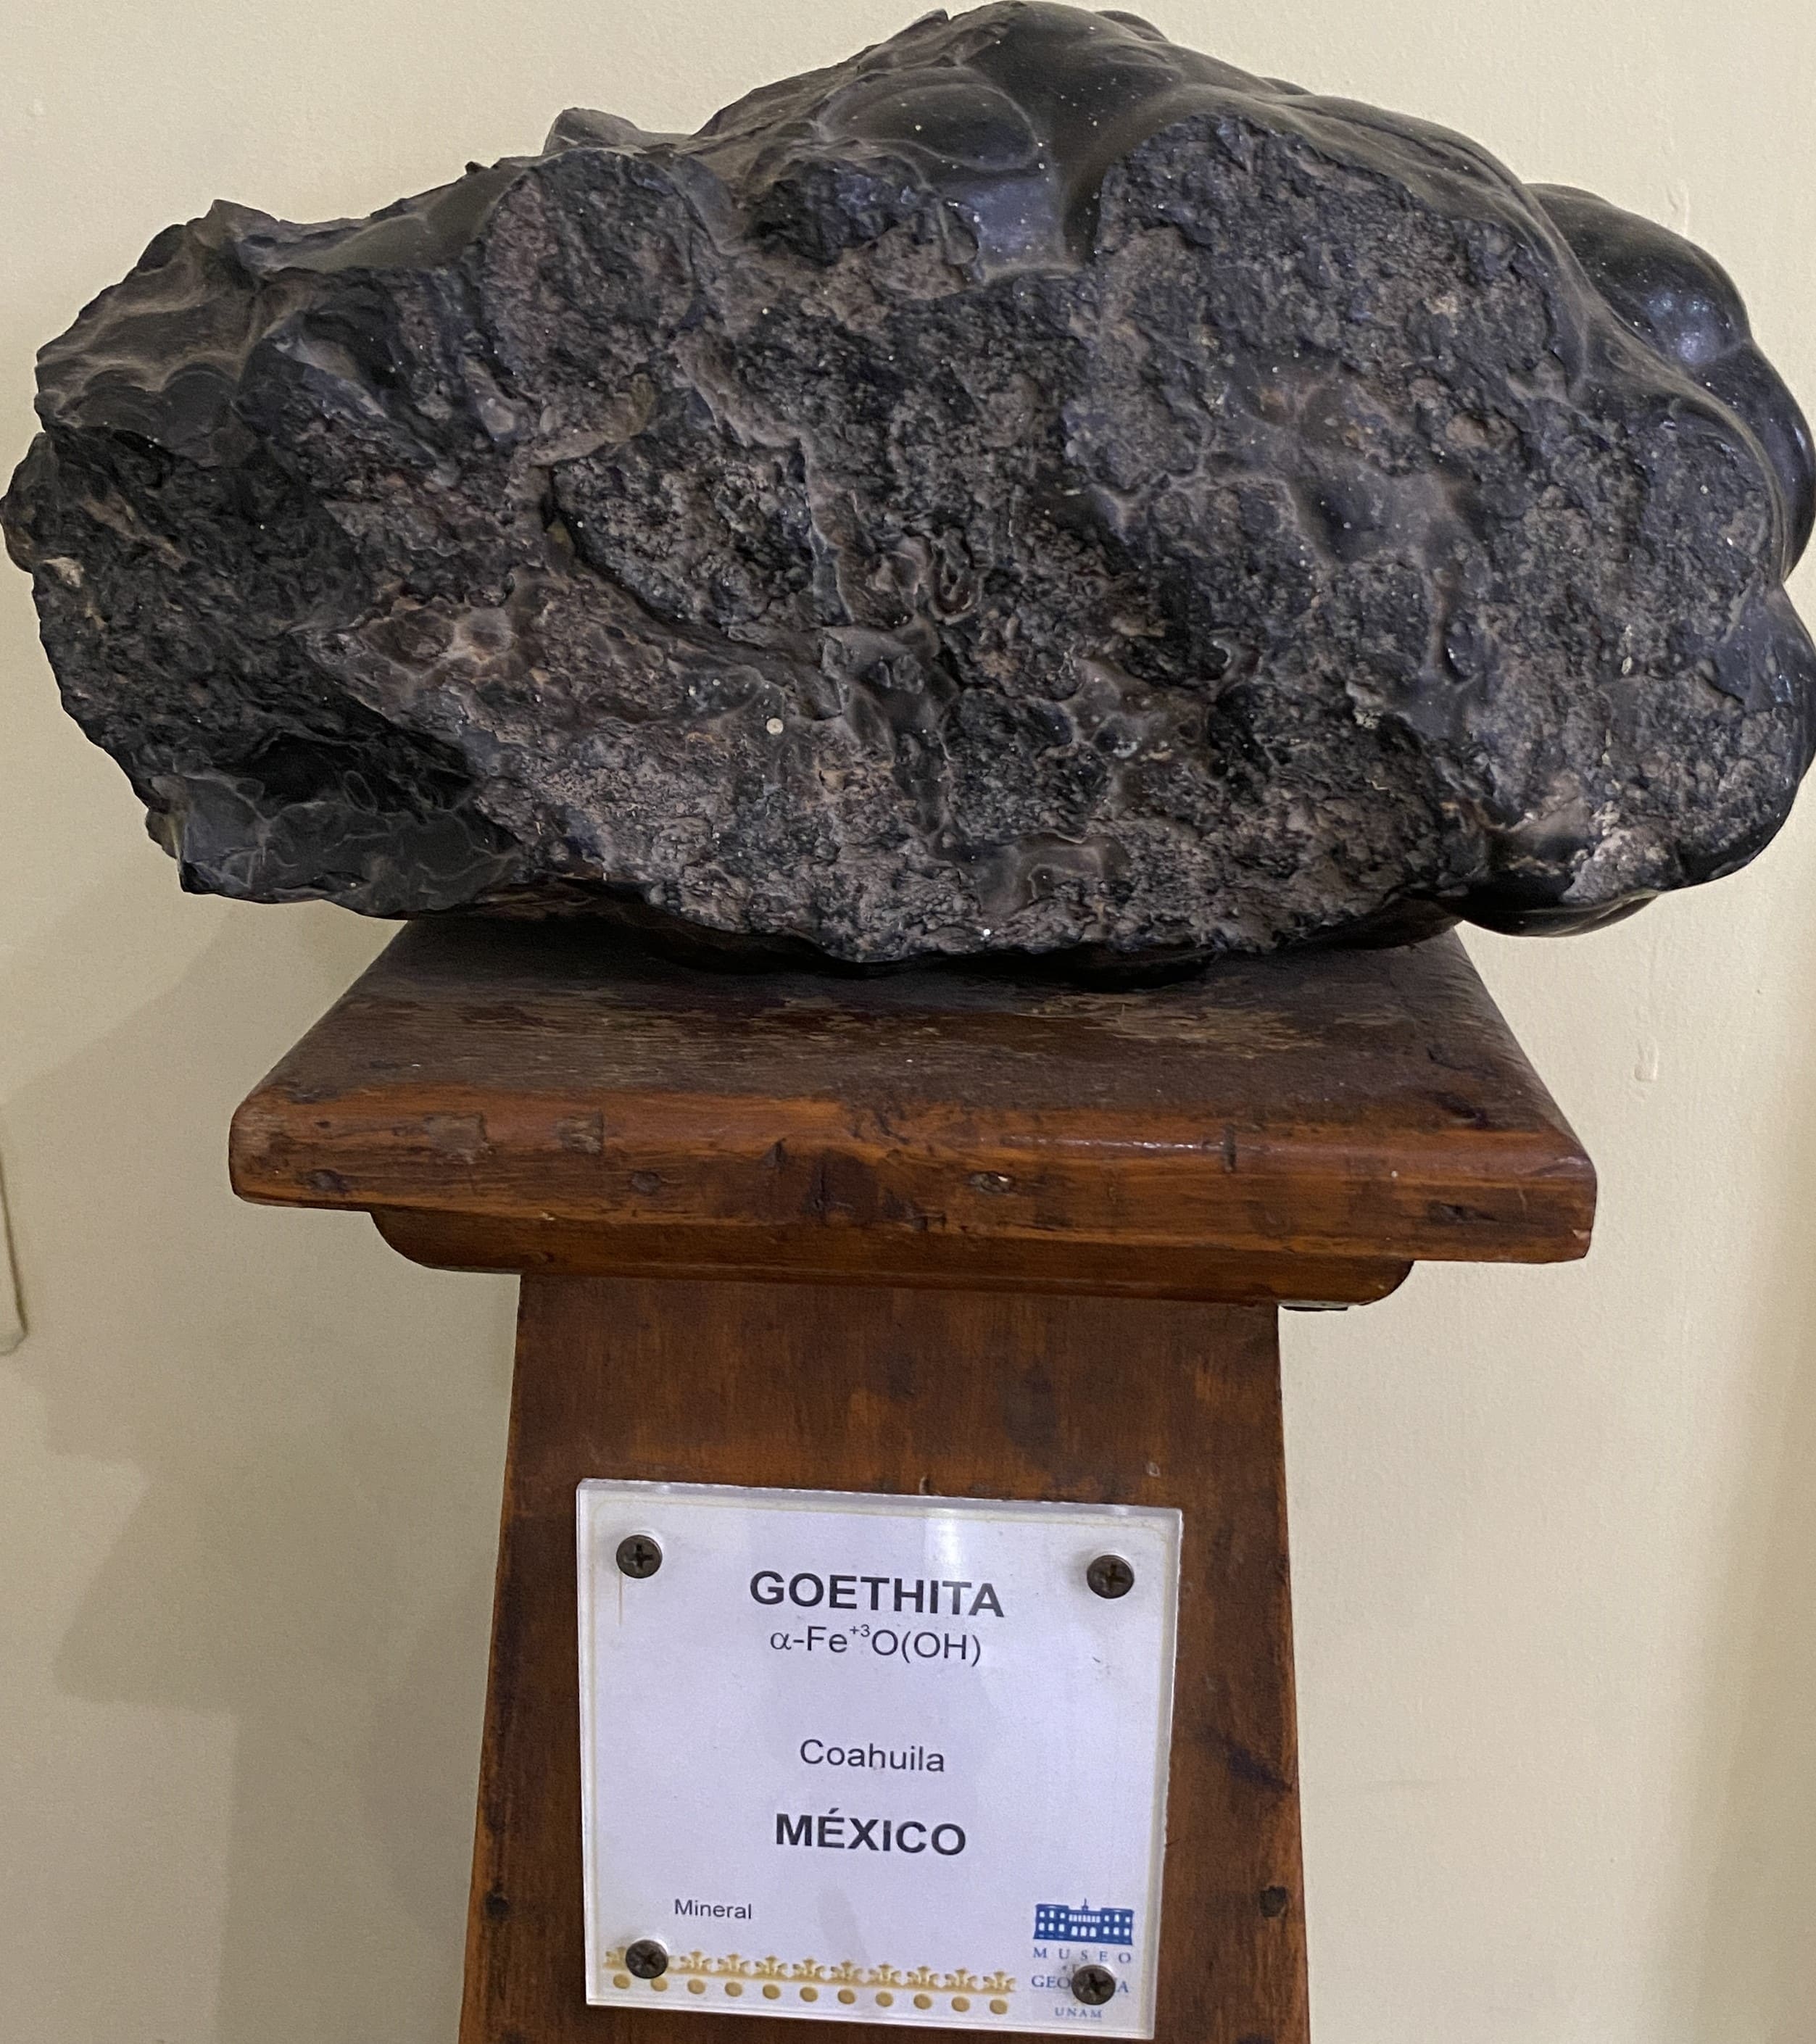 GOETHITA
α-Fe⁺³O(OH)
Coahuila
MÉXICO
Mineral
MUSEO
UNAM